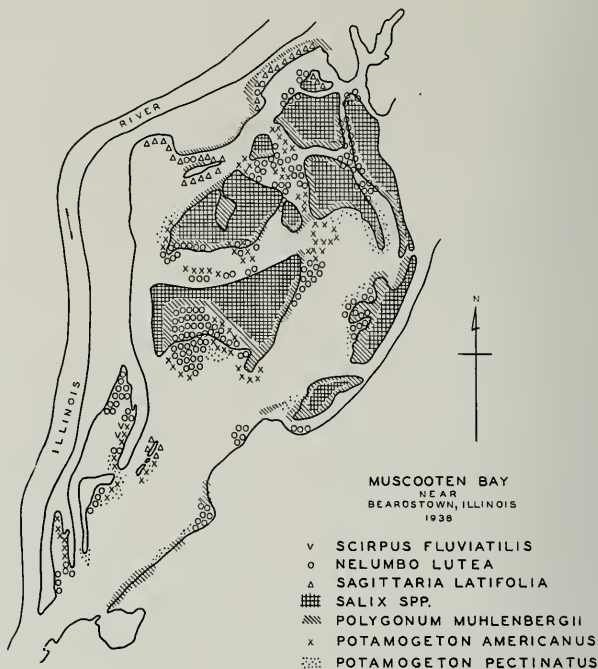 RIVER
ILLINOIS
N
MUSCOOTEN BAY
NEAR
BEARDSTOWN, ILLINOIS
1938
v SCIRPUS FLUVIATILIS
o NELUMBO LUTEA
△ SAGITTARIA LATIFOLIA
SALIX SPP.
POLYGONUM MUHLENBERGII
x POTAMOGETON AMERICANUS
POTAMOGETON PECTINATUS